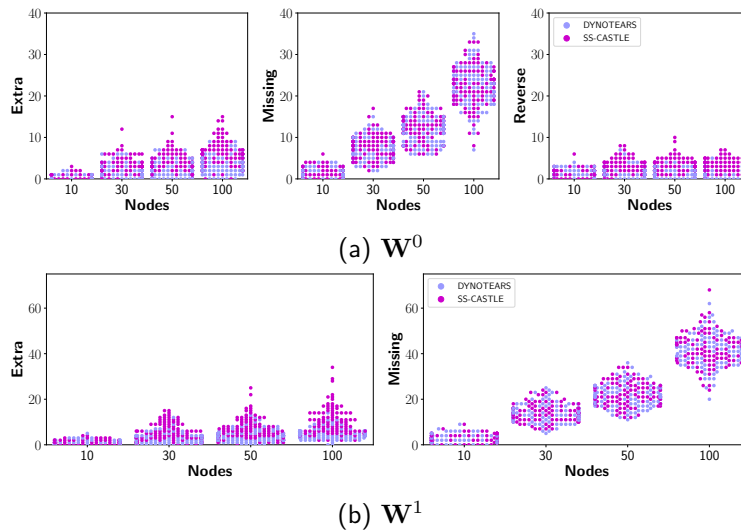 40
30
20
10
0
Extra
10
30
50
100
Nodes
40
30
20
10
0
Missing
10
30
50
100
Nodes
40
30
20
10
0
Reverse
DYNOTEARS
SS-CASTLE
10
30
50
100
Nodes
(a) W⁰
60
40
20
0
Extra
10
30
50
100
Nodes
60
40
20
0
Missing
DYNOTEARS
SS-CASTLE
10
30
50
100
Nodes
(b) W¹